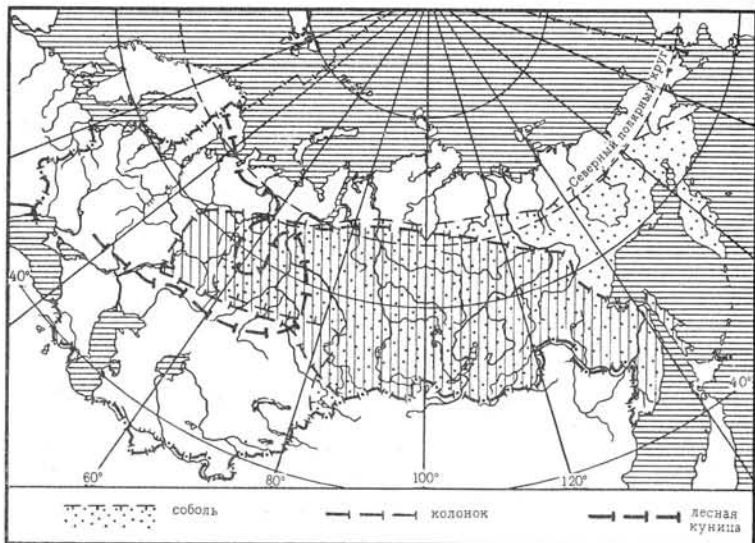 Северный полярный круг
40°
40°
60°
80°
100°
120°
соболь
колонок
лесная
куница